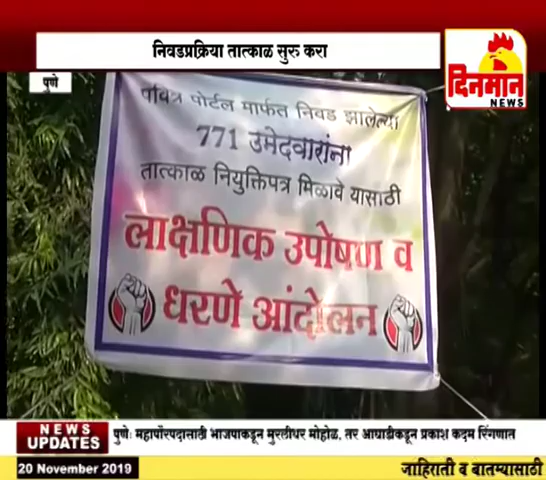 निवडप्रक्रिया तात्काळ सुरु करा
पुणे
दिनमान
NEWS
पवित्र पोर्टल मार्फत निवड झालेल्या
771 उमेदवारांना
तात्काळ नियुक्तिपत्र मिळावे यासाठी
लाक्षणिक उपोषण व
धरणे आंदोलन
NEWS
UPDATES
पुणेः महापौरपदासाठी भाजपाकडून मुरलीधर मोहोळ, तर आघाडीकडून प्रकाश कदम रिंगणात
20 November 2019
जाहिराती व बातम्यासाठी